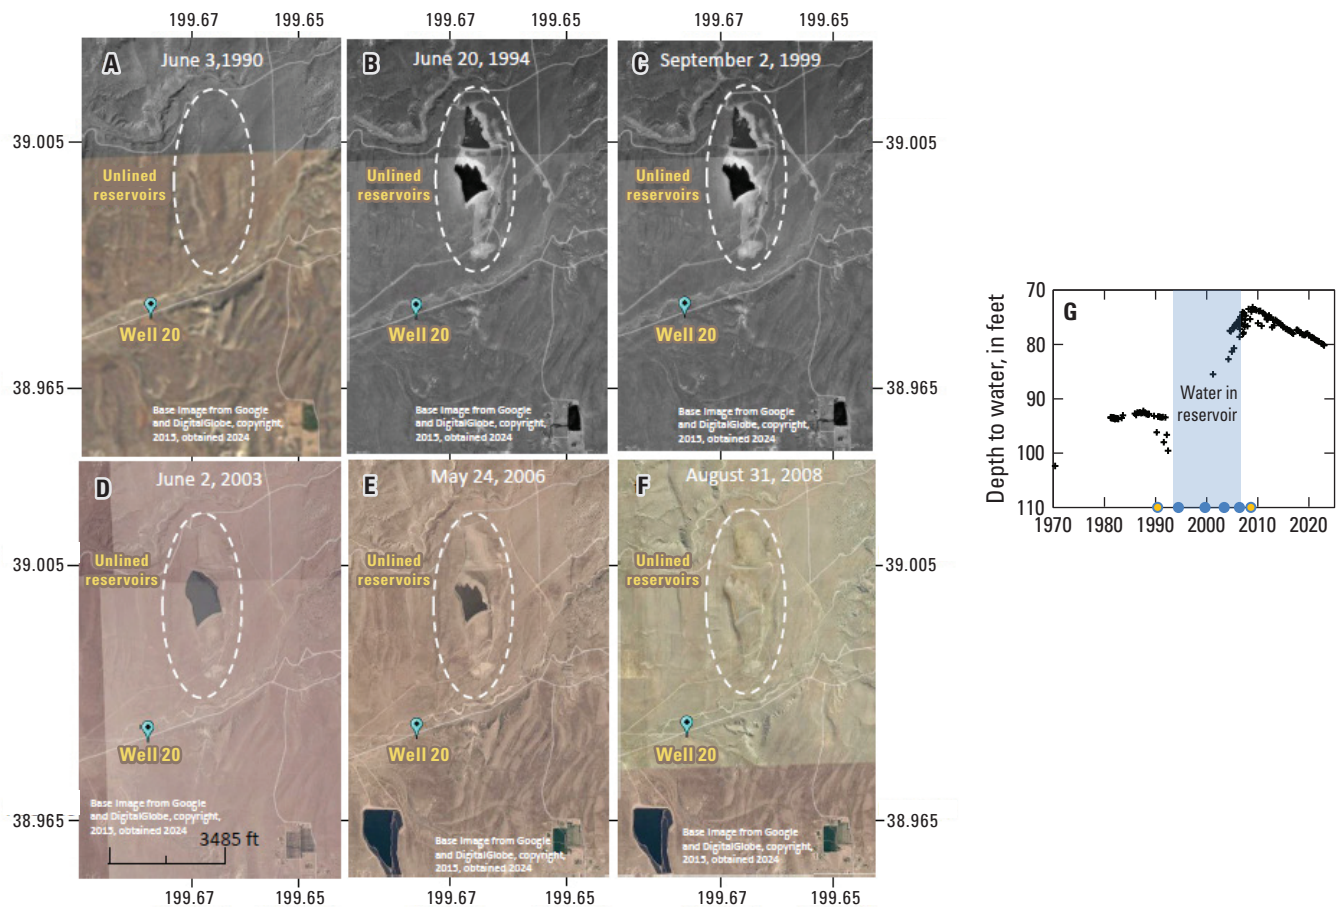 199.67
199.65
199.67
199.65
199.67
199.65
A
June 3,1990
B
June 20, 1994
C
September 2, 1999
39.005
39.005
Unlined
reservoirs
Unlined
reservoirs
Unlined
reservoirs
Well 20
Well 20
Well 20
38.965
38.965
Base Image from Google
and DigitalGlobe, copyright,
2015, obtained 2024
Base Image from Google
and DigitalGlobe, copyright,
2015, obtained 2024
Base Image from Google
and DigitalGlobe, copyright,
2015, obtained 2024
D
June 2, 2003
E
May 24, 2006
F
August 31, 2008
39.005
39.005
Unlined
reservoirs
Unlined
reservoirs
Unlined
reservoirs
Well 20
Well 20
Well 20
38.965
38.965
Base Image from Google
and DigitalGlobe, copyright,
2015, obtained 2024
3485 ft
Base Image from Google
and DigitalGlobe, copyright,
2015, obtained 2024
Base Image from Google
and DigitalGlobe, copyright,
2015, obtained 2024
199.67
199.65
199.67
199.65
199.67
199.65
G
Depth to water, in feet
70
80
90
100
110
Water in
reservoir
1970
1980
1990
2000
2010
2020